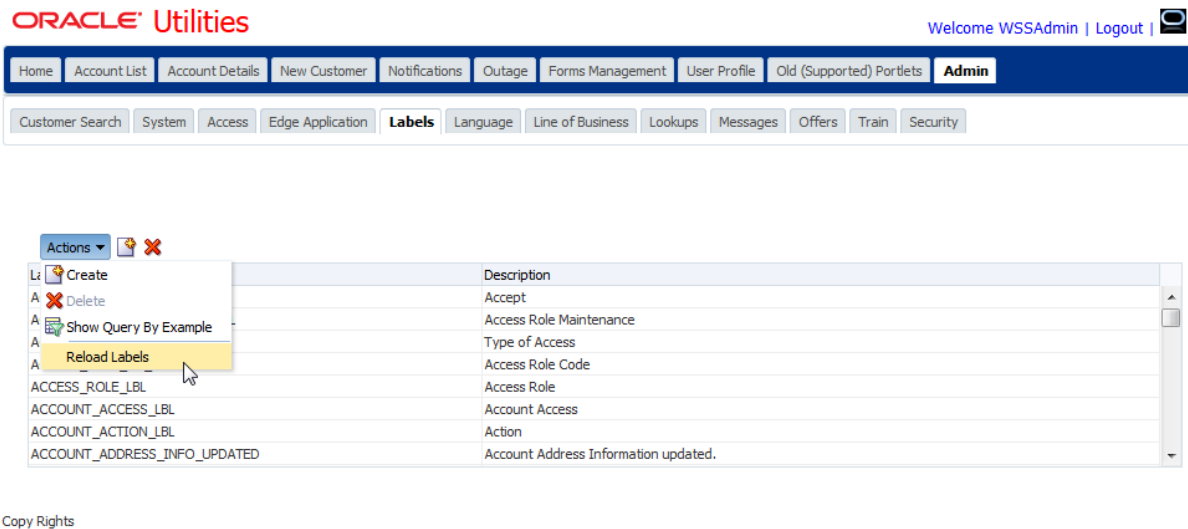 ORACLE® Utilities
Welcome WSSAdmin | Logout |
Home Account List Account Details New Customer Notifications Outage Forms Management User Profile Old (Supported) Portlets Admin
Customer Search System Access Edge Application Labels Language Line of Business Lookups Messages Offers Train Security
Actions
Description
Create
Accept
Delete
Access Role Maintenance
Show Query By Example
Type of Access
Reload Labels
Access Role Code
ACCESS_ROLE_LBL Access Role
ACCOUNT_ACCESS_LBL Account Access
ACCOUNT_ACTION_LBL Action
ACCOUNT_ADDRESS_INFO_UPDATED Account Address Information updated.
Copy Rights